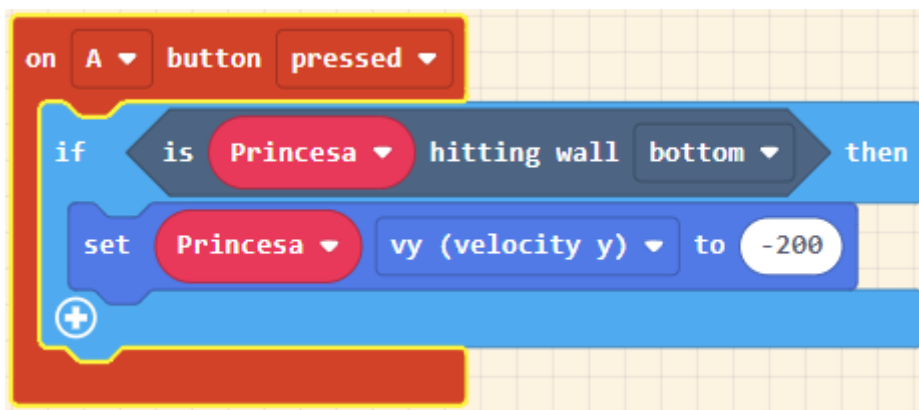 on A button pressed
if is Princesa hitting wall bottom then
set Princesa vy (velocity y) to -200